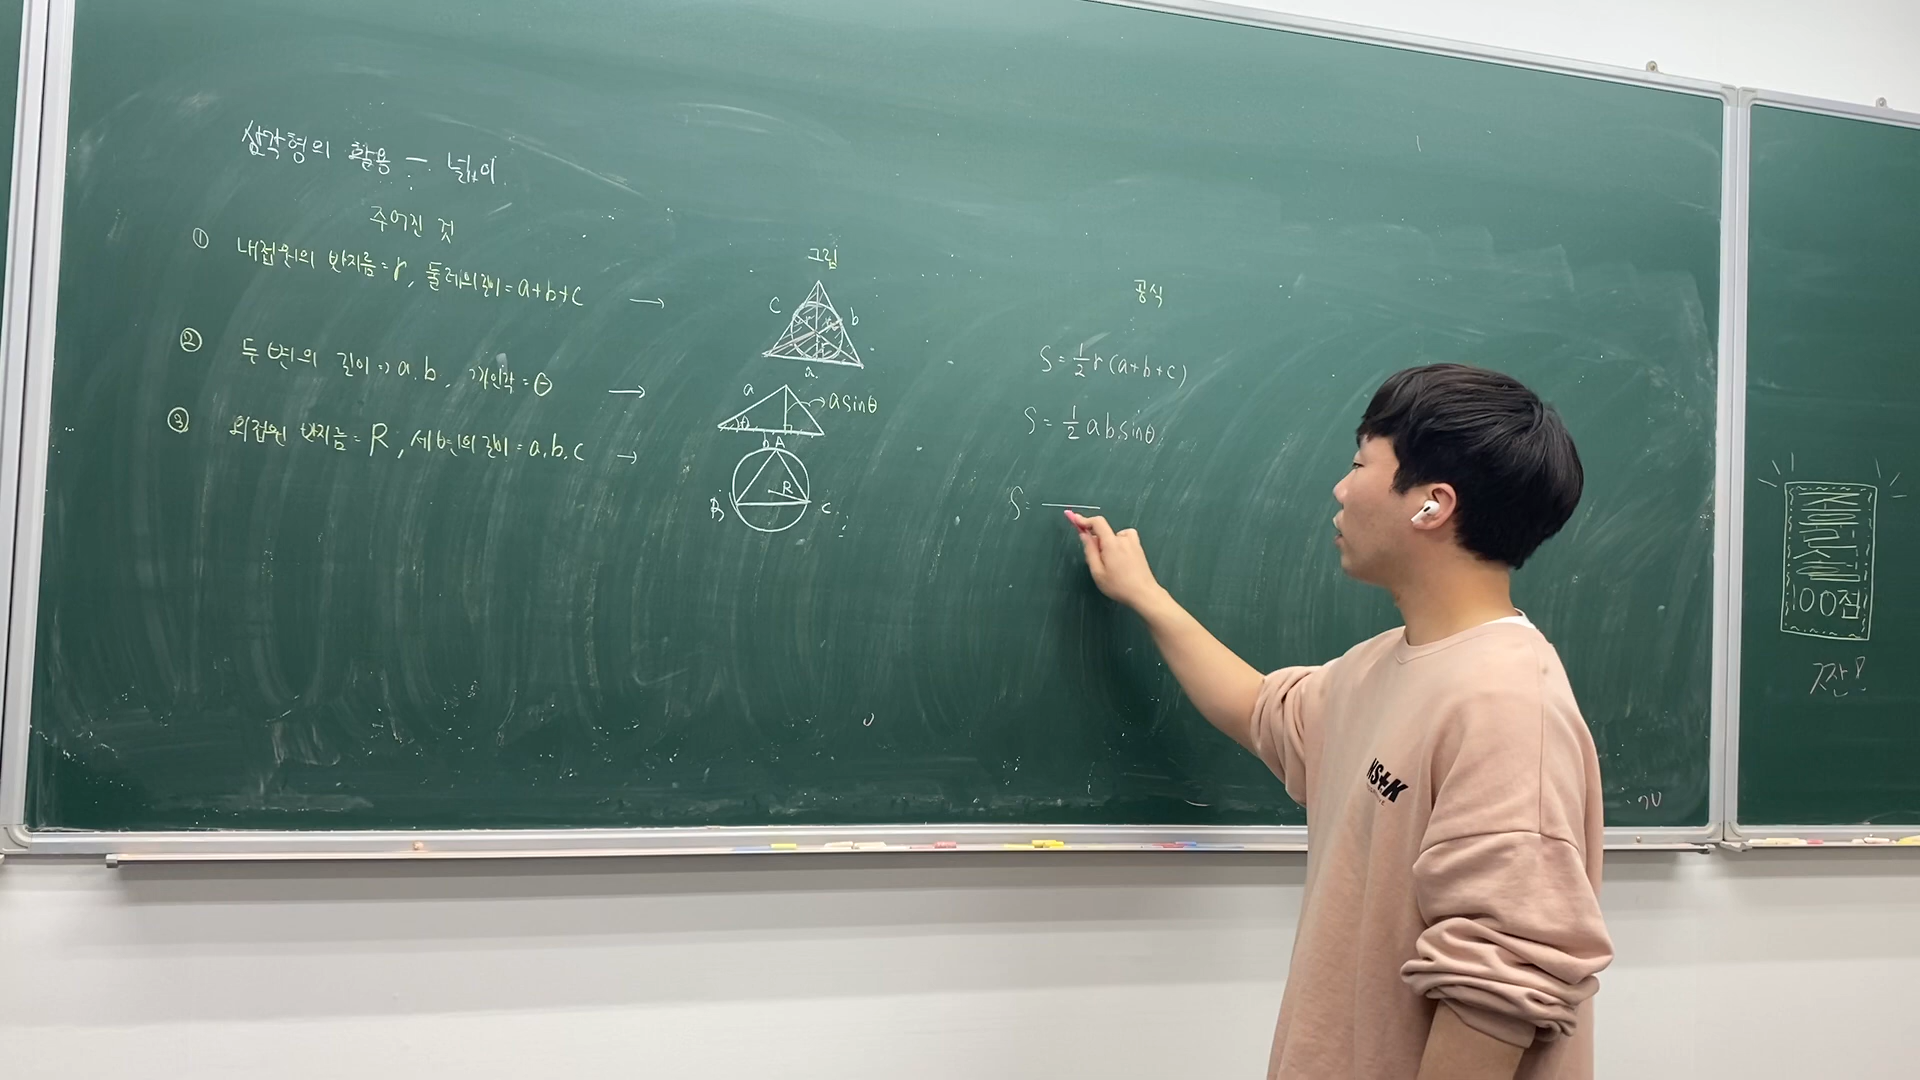 삼각형의 활용 - 넓이
주어진 것
① 내접원의 반지름 = r, 둘레의 길이 = a+b+c →
② 두 변의 길이 => a, b, 끼인각 = θ →
③ 외접원 반지름 = R, 세 변의 길이 = a, b, c →
그림
c b
a
a → a sinθ
θ
b
A
R
B C
공식
S = 1/2 r (a+b+c)
S = 1/2 a b sinθ
S =
100점
짠!